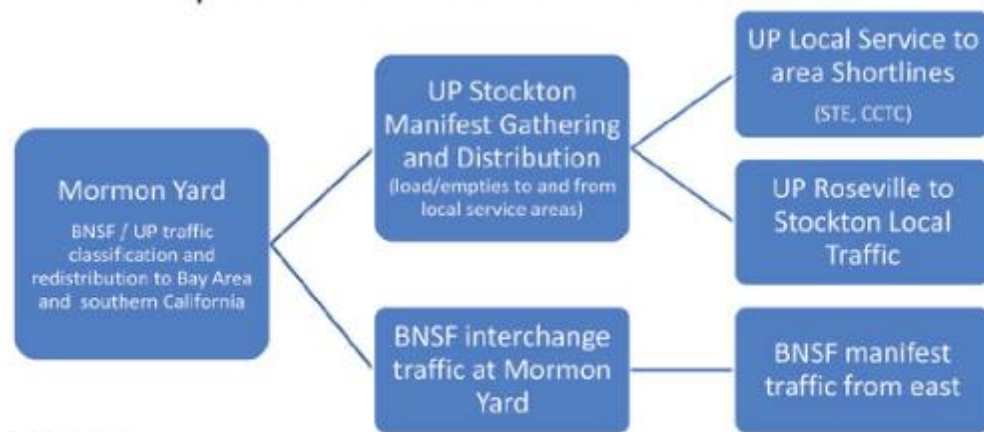 Mormon Yard
BNSF / UP traffic
classification and
redistribution to Bay Area
and southern California
UP Stockton
Manifest Gathering
and Distribution
(load/empties to and from
local service areas)
BNSF interchange
traffic at Mormon
Yard
UP Local Service to
area Shortlines
(STE, CCTC)
UP Roseville to
Stockton Local
Traffic
BNSF manifest
traffic from east